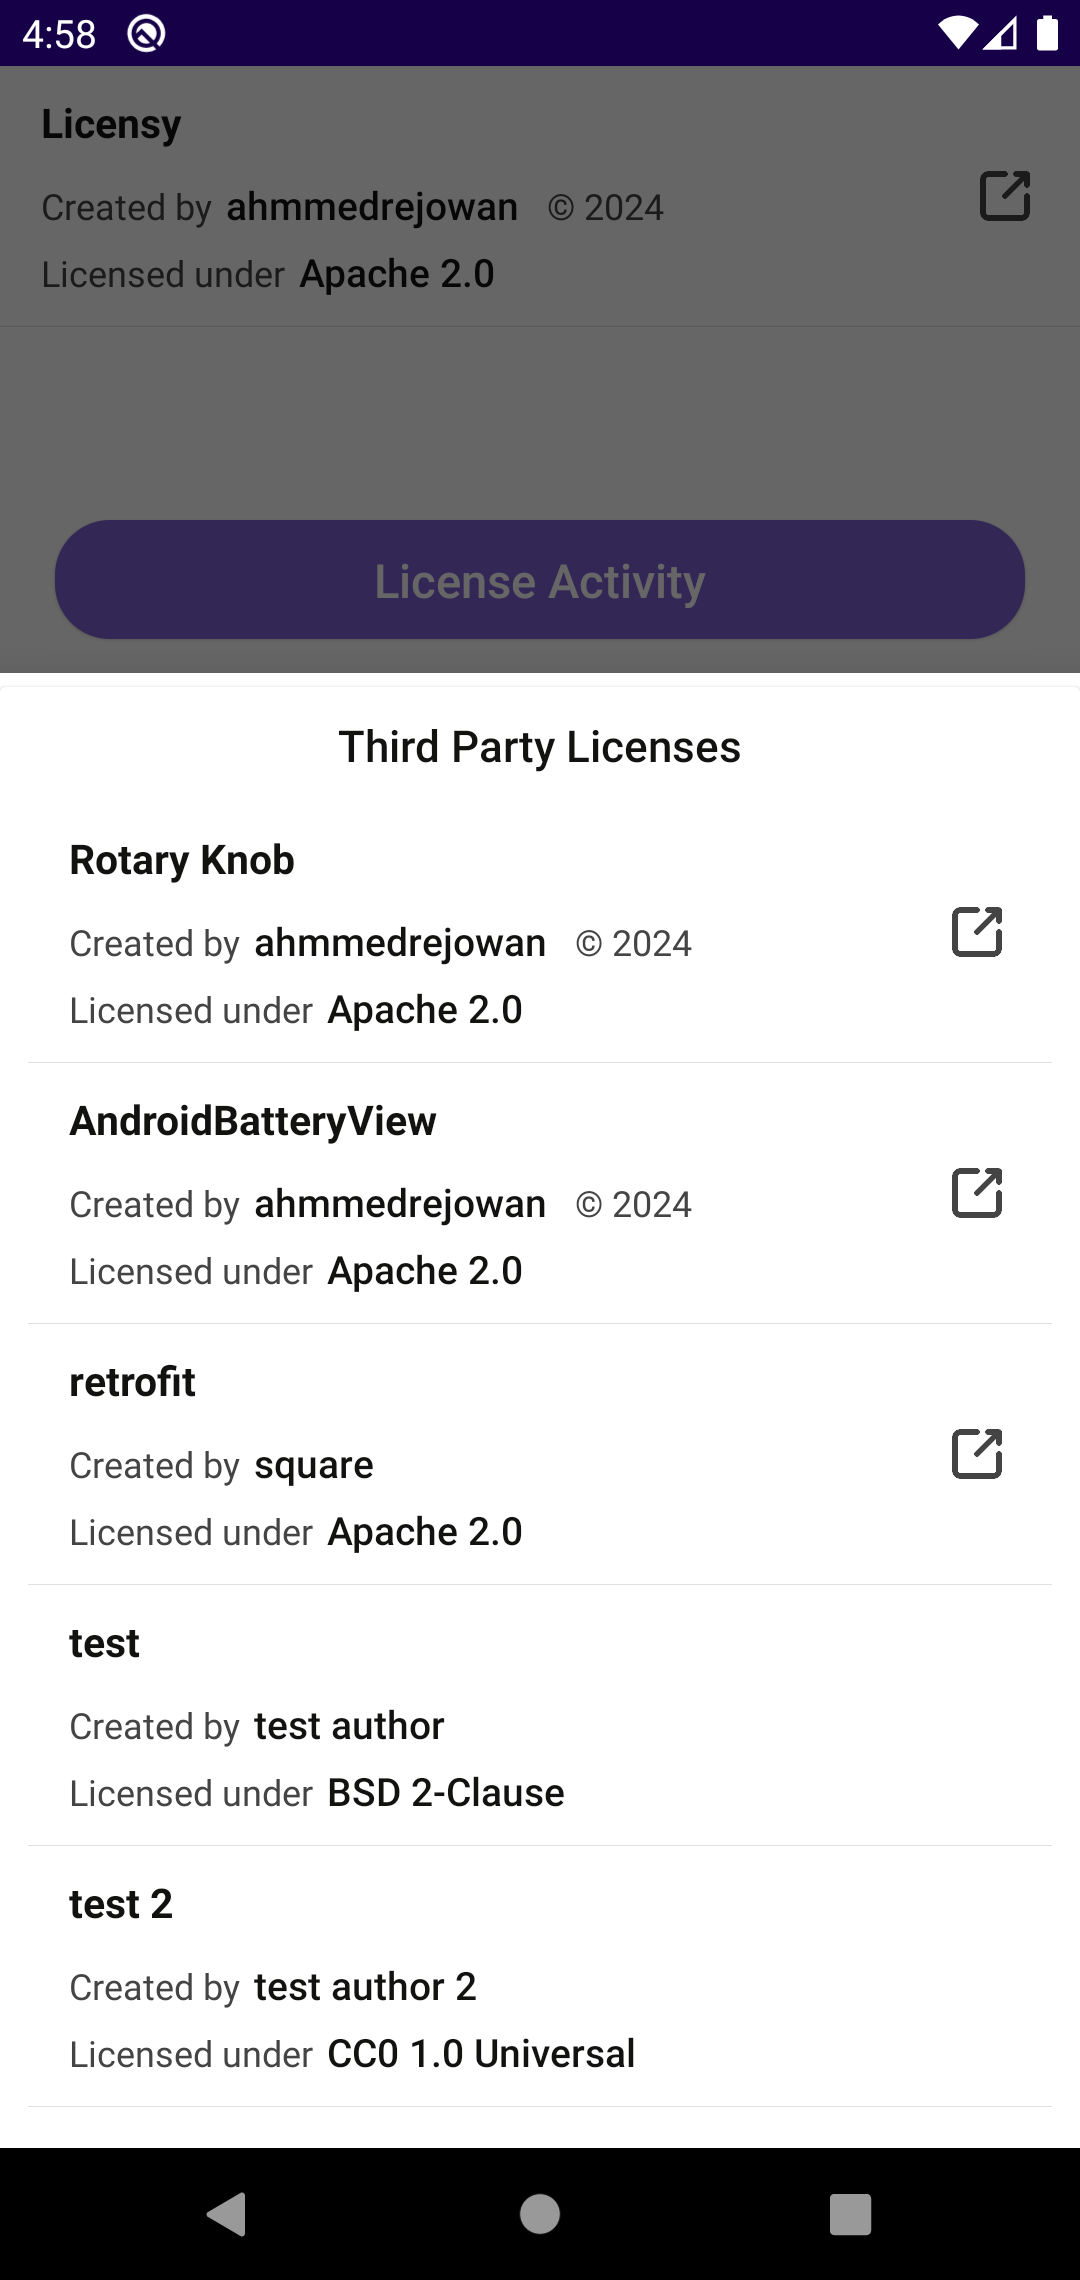 4:58
Licensy
Created by ahmmedrejowan © 2024
Licensed under Apache 2.0
License Activity
Third Party Licenses
Rotary Knob
Created by ahmmedrejowan © 2024
Licensed under Apache 2.0
AndroidBatteryView
Created by ahmmedrejowan © 2024
Licensed under Apache 2.0
retrofit
Created by square
Licensed under Apache 2.0
test
Created by test author
Licensed under BSD 2-Clause
test 2
Created by test author 2
Licensed under CC0 1.0 Universal